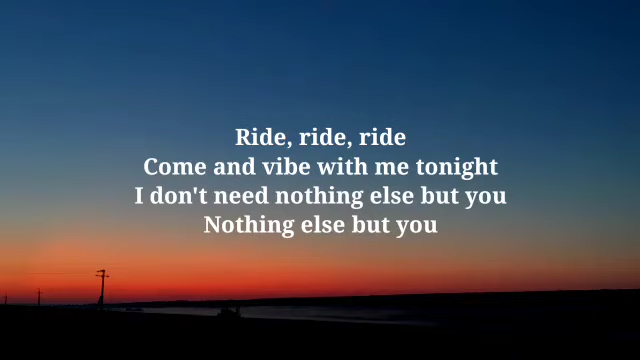 Ride, ride, ride
Come and vibe with me tonight
I don't need nothing else but you
Nothing else but you